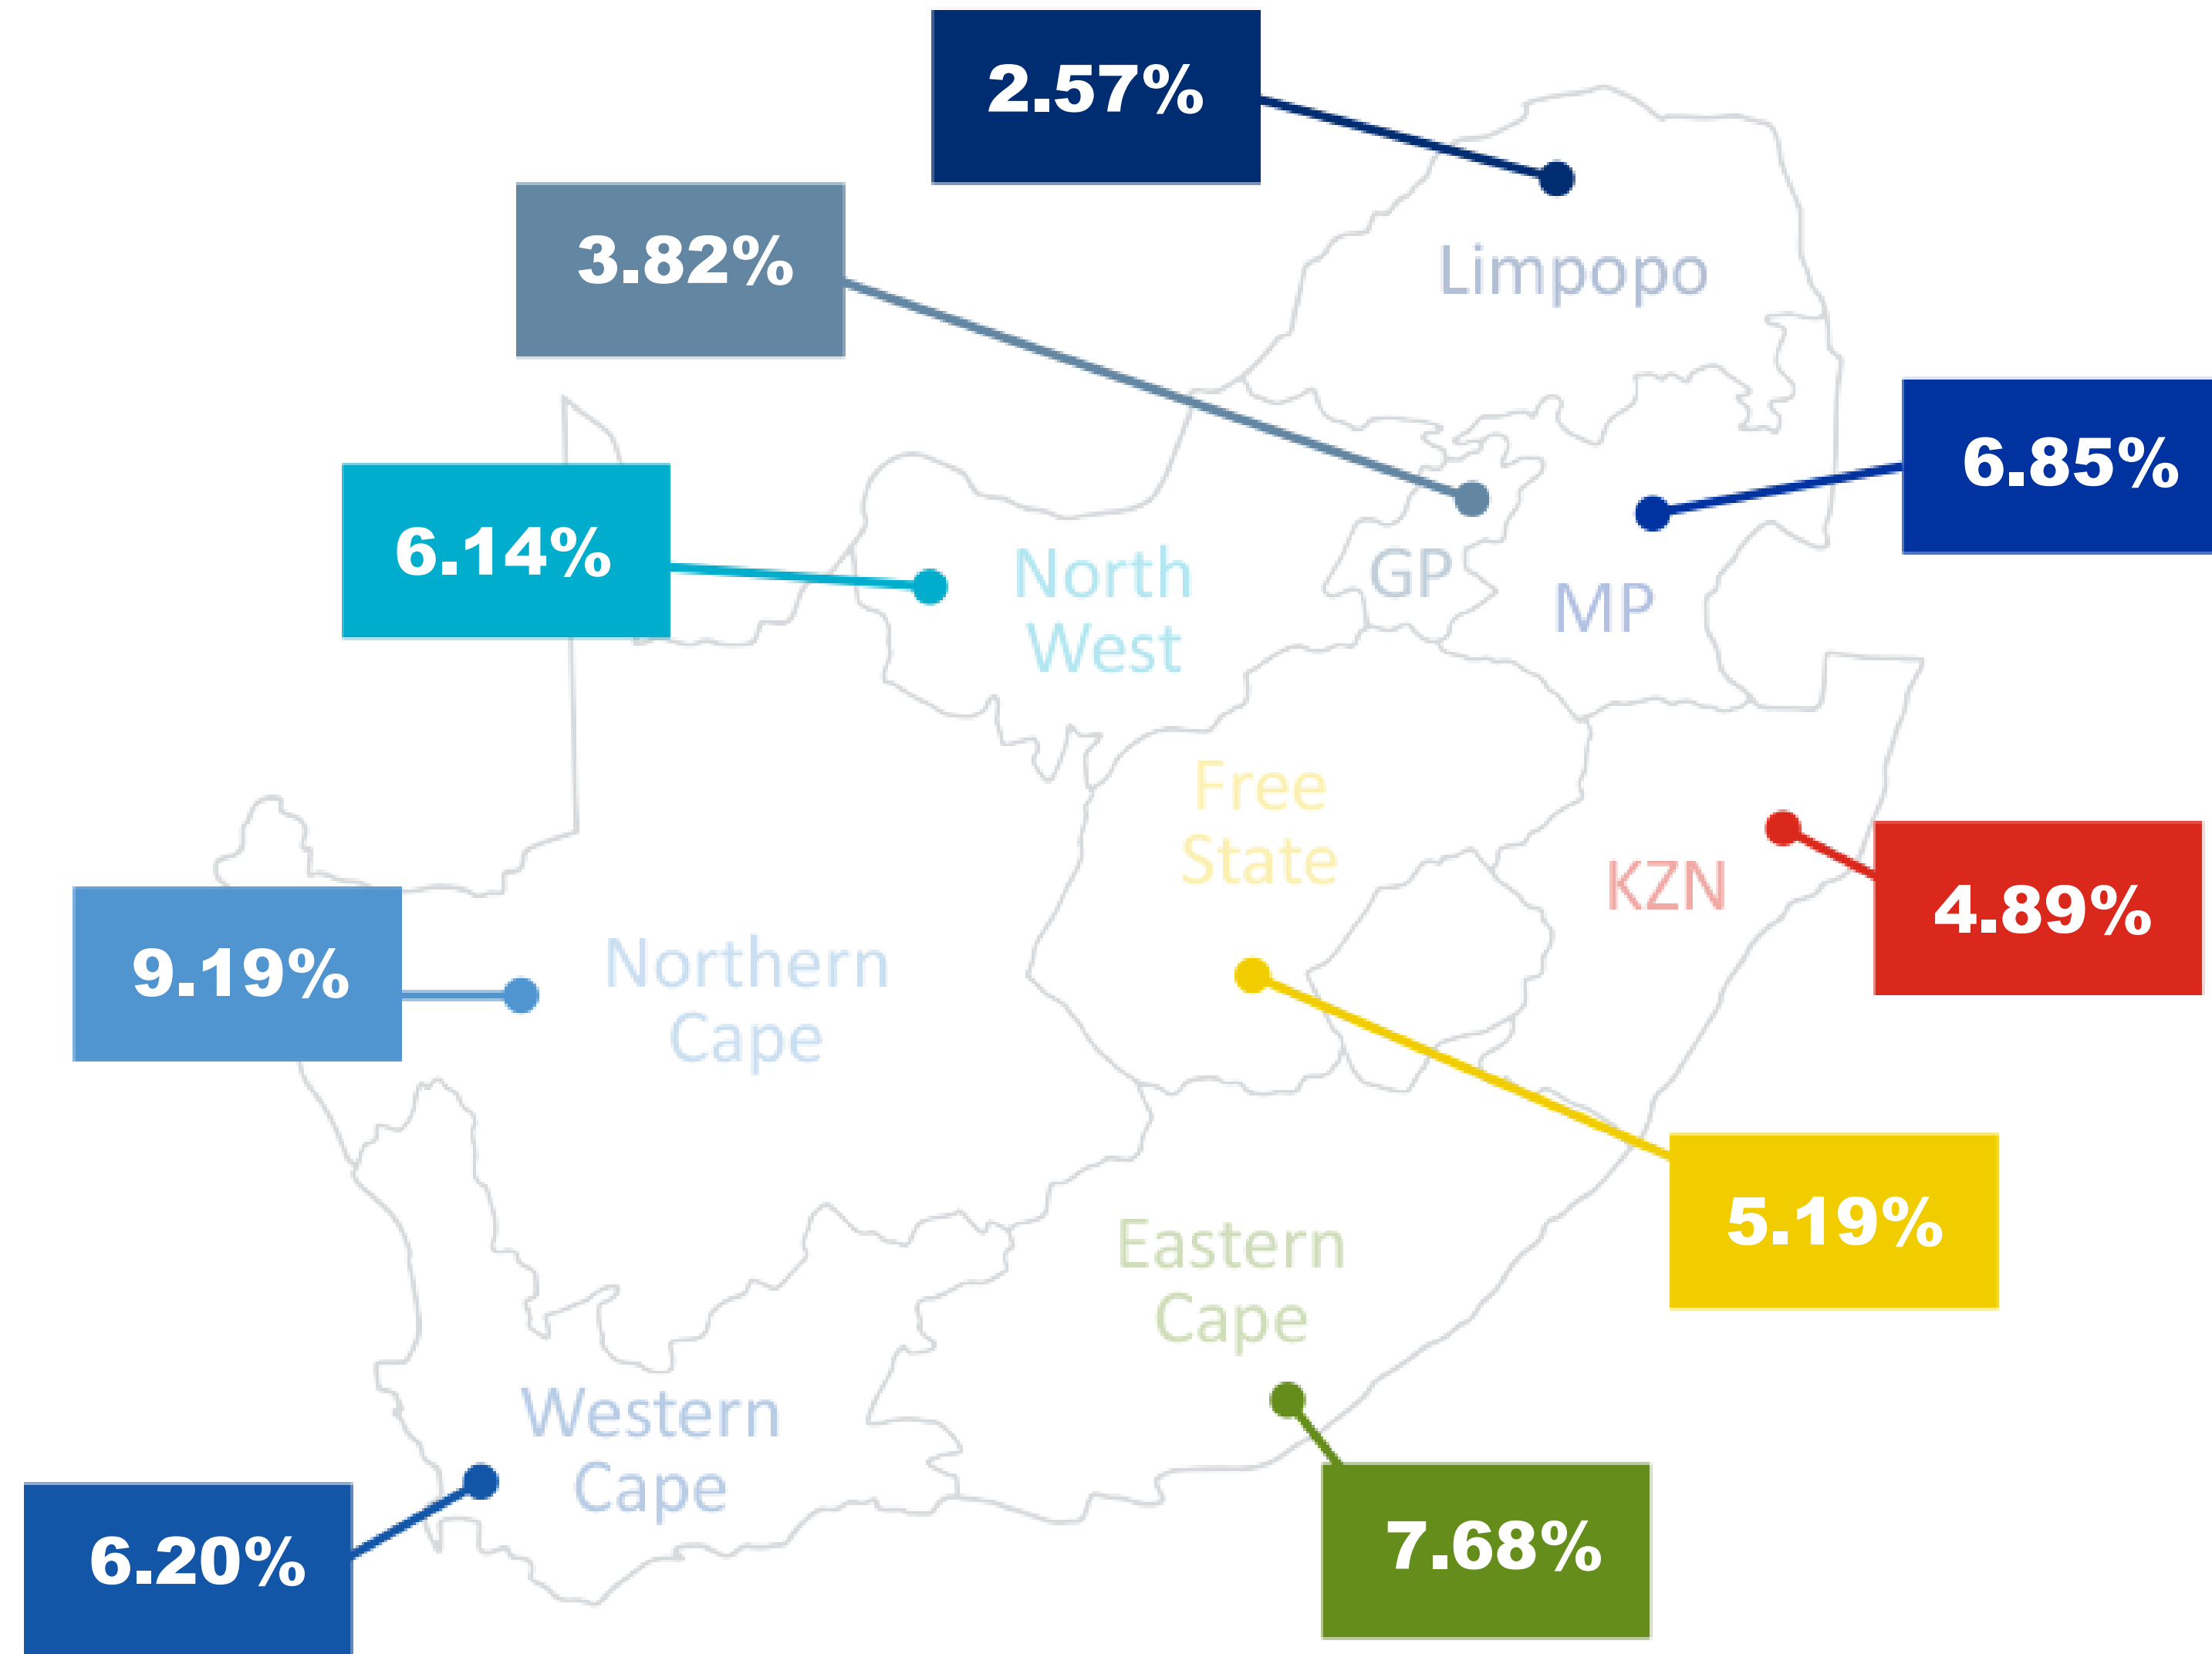 2.57%
3.82%
Limpopo
6.85%
6.14%
North
West
GP
MP
Free
State
KZN
4.89%
9.19%
Northern
Cape
5.19%
Eastern
Cape
Western
Cape
6.20%
7.68%